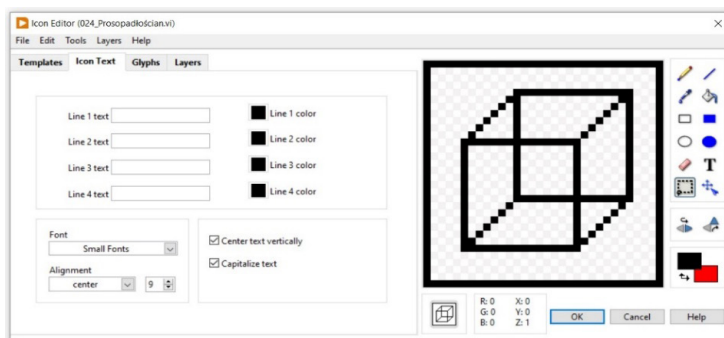 Icon Editor (024_Prosopadłościan.vi)
File Edit Tools Layers Help
Templates Icon Text Glyphs Layers
Line 1 text Line 1 color
Line 2 text Line 2 color
Line 3 text Line 3 color
Line 4 text Line 4 color
Font
Small Fonts
Alignment
center 9
Center text vertically
Capitalize text
T
R: 0 X: 0
G: 0 Y: 0
B: 0 Z: 1
OK Cancel Help